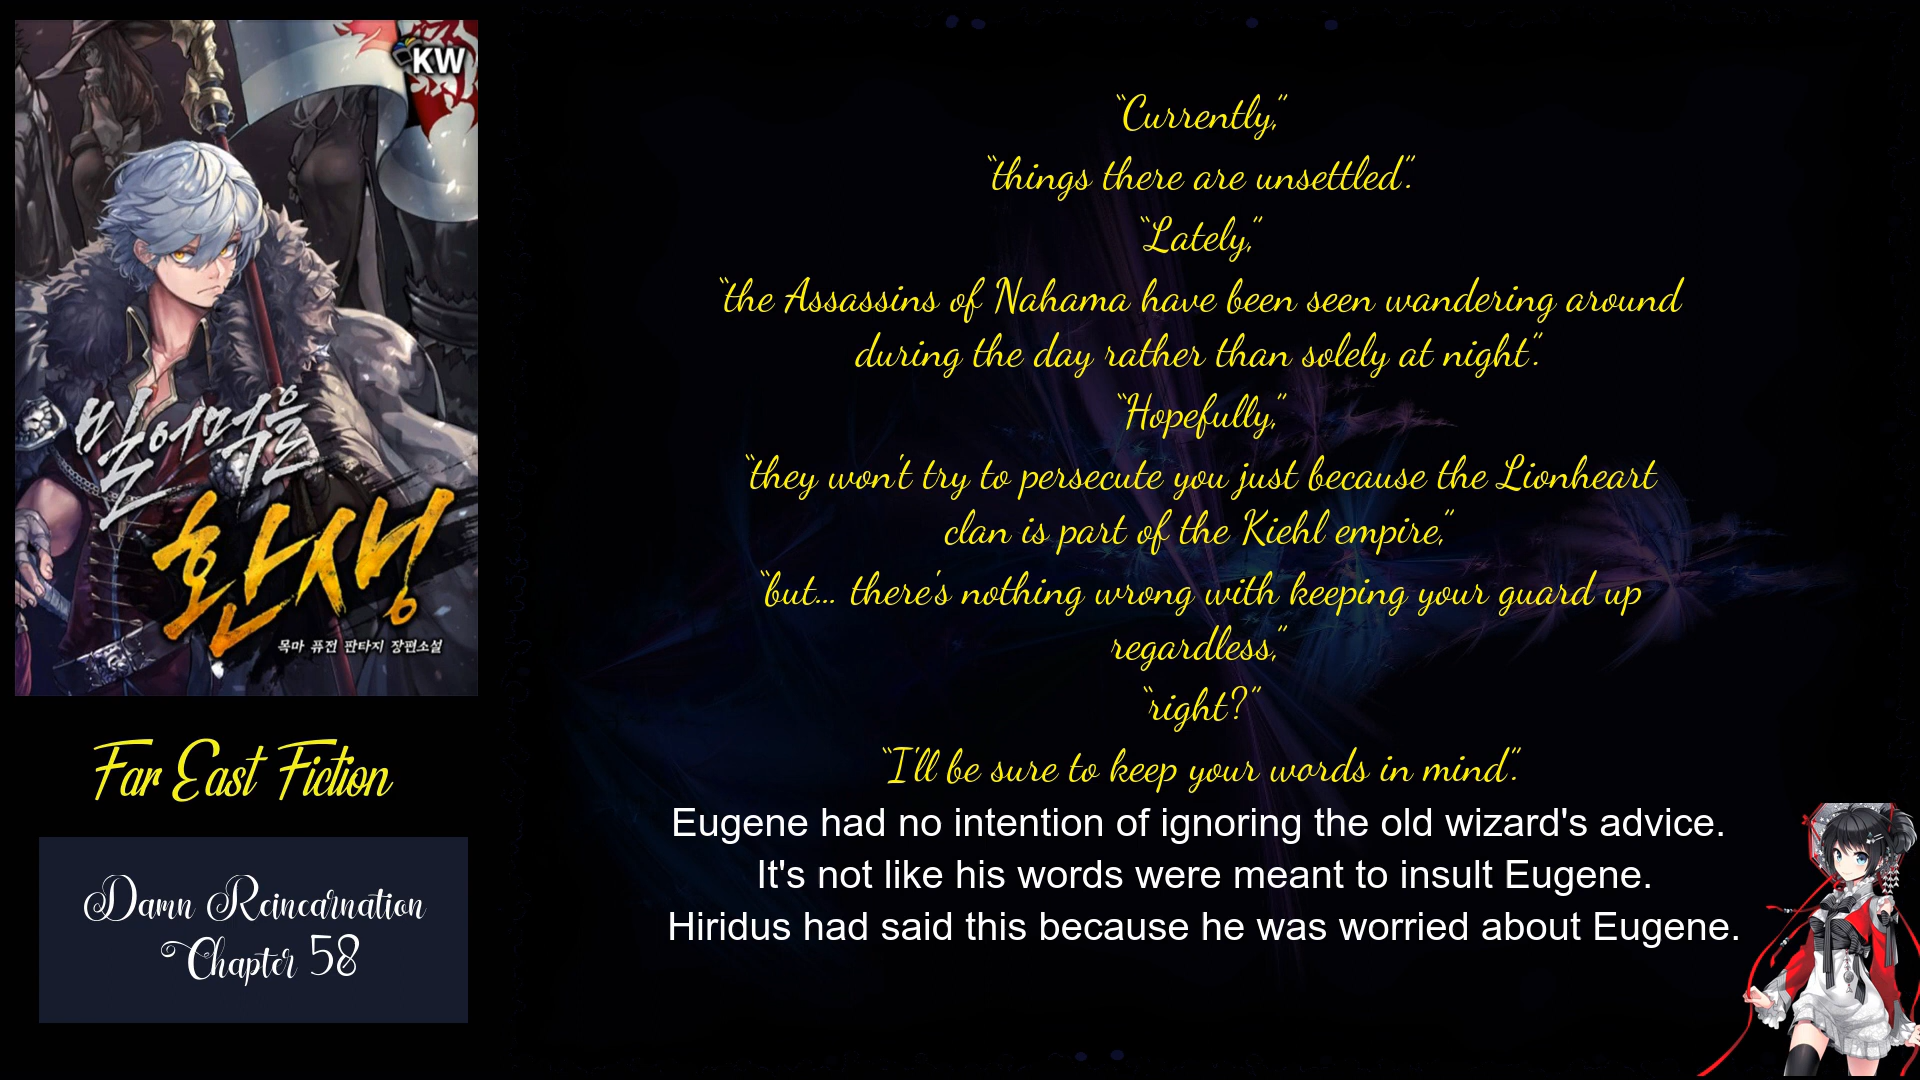 KW
빌어먹을
환생
목마 퓨전 판타지 장편소설
Far East Fiction
Damn Reincarnation
Chapter 58
“Currently,”
“things there are unsettled”.
“Lately,”
“the Assassins of Nahama have been seen wandering around
during the day rather than solely at night”.
“Hopefully,”
“they won't try to persecute you just because the Lionheart
clan is part of the Kiehl empire,”
“but... there's nothing wrong with keeping your guard up
regardless,”
“right?”
“I'll be sure to keep your words in mind”.
Eugene had no intention of ignoring the old wizard's advice.
It's not like his words were meant to insult Eugene.
Hiridus had said this because he was worried about Eugene.